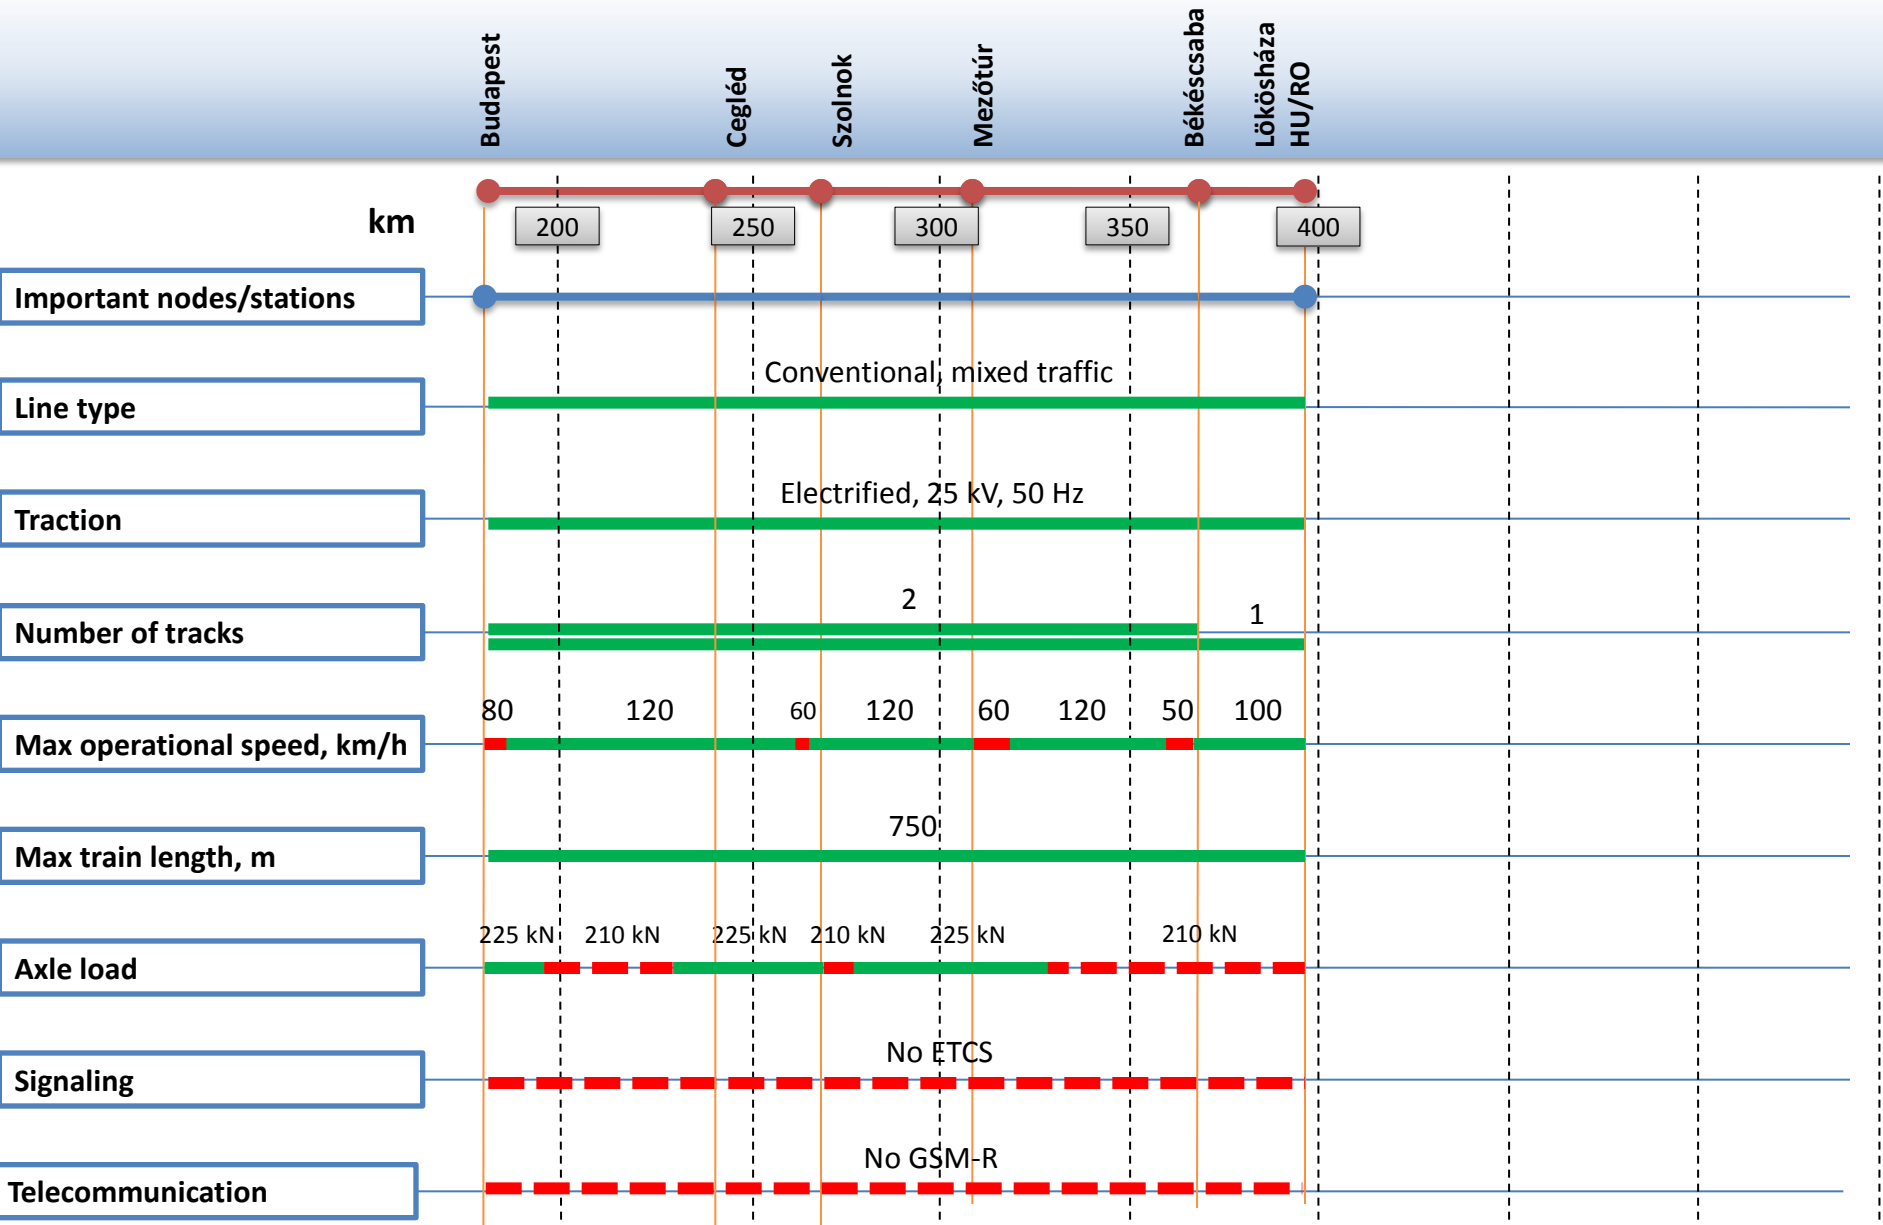 Budapest
Cegléd
Szolnok
Mezőtúr
Békéscsaba
Lökösháza
HU/RO
km
200
250
300
350
400
Important nodes/stations
Conventional, mixed traffic
Line type
Electrified, 25 kV, 50 Hz
Traction
2
1
Number of tracks
80 120 60 120 60 120 50 100
Max operational speed, km/h
750
Max train length, m
225 kN 210 kN 225 kN 210 kN 225 kN 210 kN
Axle load
No ETCS
Signaling
No GSM-R
Telecommunication